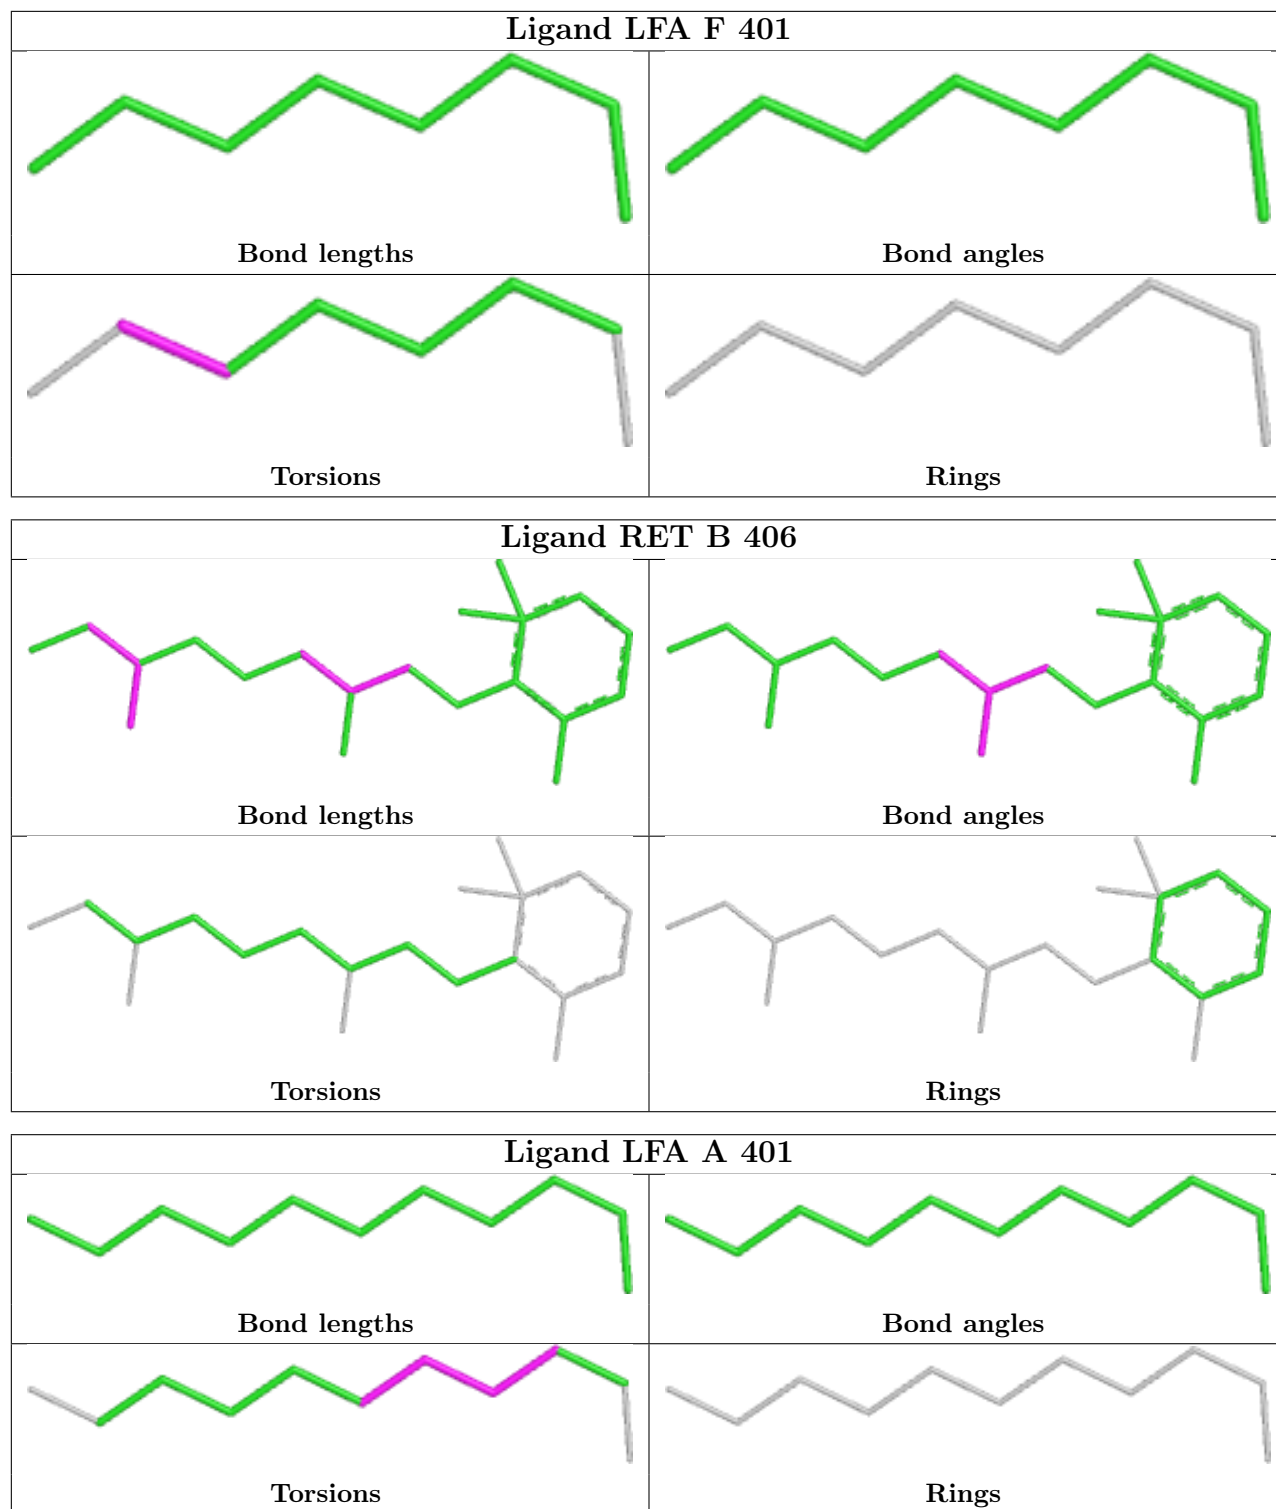 Ligand LFA F 401
Bond lengths
Bond angles
Torsions
Rings
Ligand RET B 406
Bond lengths
Bond angles
Torsions
Rings
Ligand LFA A 401
Bond lengths
Bond angles
Torsions
Rings